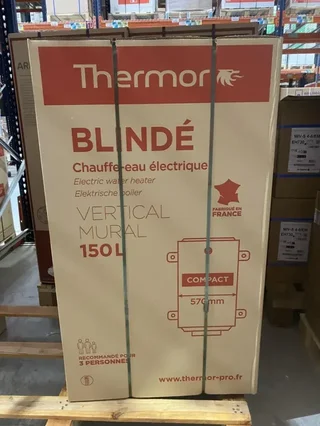 Thermor
BLINDÉ
Chauffe-eau électrique
Electric water heater
Elektrische boiler
VERTICAL
MURAL
150L
FABRIQUÉ EN
FRANCE
COMPACT
570mm
RECOMMANDÉ POUR
3 PERSONNES
www.thermor-pro.fr